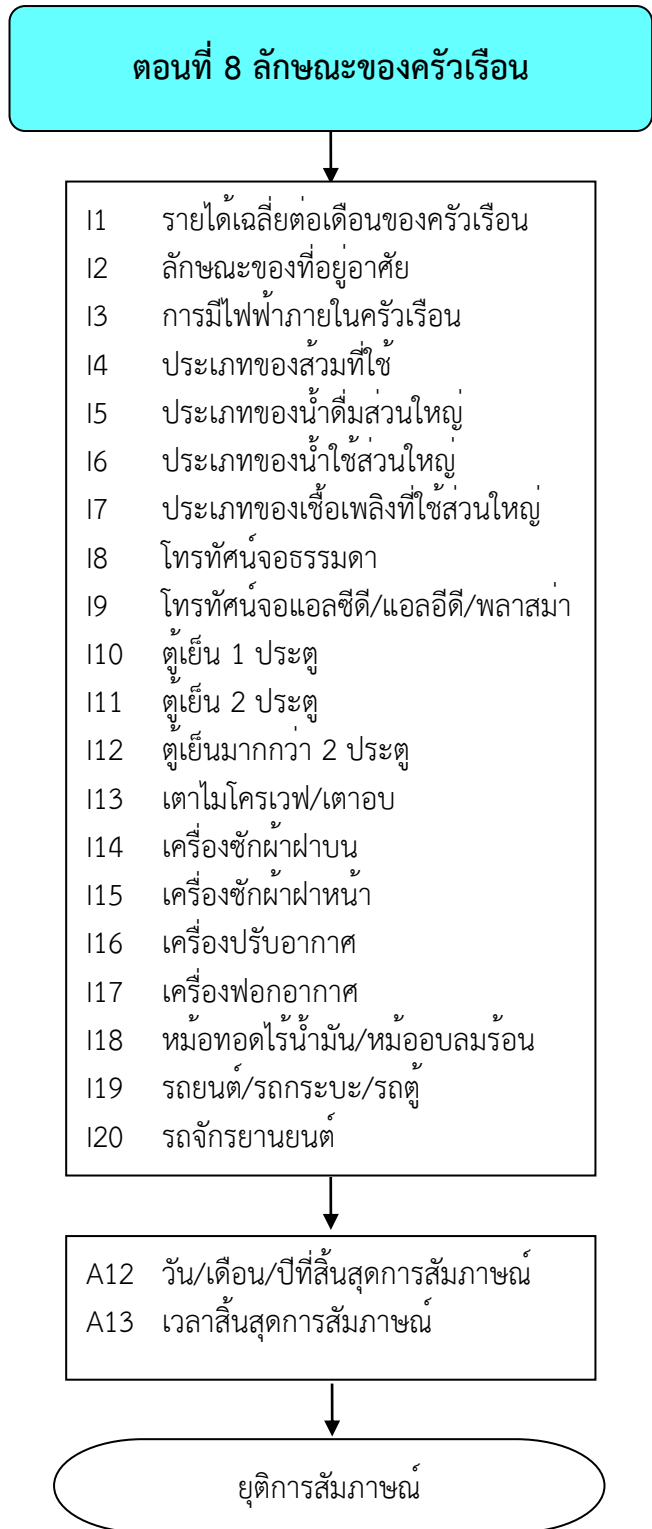 ตอนที่ 8 ลักษณะของครัวเรือน
I1 รายได้เฉลี่ยต่อเดือนของครัวเรือน
I2 ลักษณะของที่อยู่อาศัย
I3 การมีไฟฟ้าภายในครัวเรือน
I4 ประเภทของส้วมที่ใช้
I5 ประเภทของน้ำดื่มส่วนใหญ่
I6 ประเภทของน้ำใช้ส่วนใหญ่
I7 ประเภทของเชื้อเพลิงที่ใช้ส่วนใหญ่
I8 โทรทัศน์จอธรรมดา
I9 โทรทัศน์จอแอลซีดี/แอลอีดี/พลาสม่า
I10 ตู้เย็น 1 ประตู
I11 ตู้เย็น 2 ประตู
I12 ตู้เย็นมากกว่า 2 ประตู
I13 เตาไมโครเวฟ/เตาอบ
I14 เครื่องซักผ้าฝาบน
I15 เครื่องซักผ้าฝาหน้า
I16 เครื่องปรับอากาศ
I17 เครื่องฟอกอากาศ
I18 หม้อทอดไร้น้ำมัน/หม้ออบลมร้อน
I19 รถยนต์/รถกระบะ/รถตู้
I20 รถจักรยานยนต์
A12 วัน/เดือน/ปีที่สิ้นสุดการสัมภาษณ์
A13 เวลาสิ้นสุดการสัมภาษณ์
ยุติการสัมภาษณ์